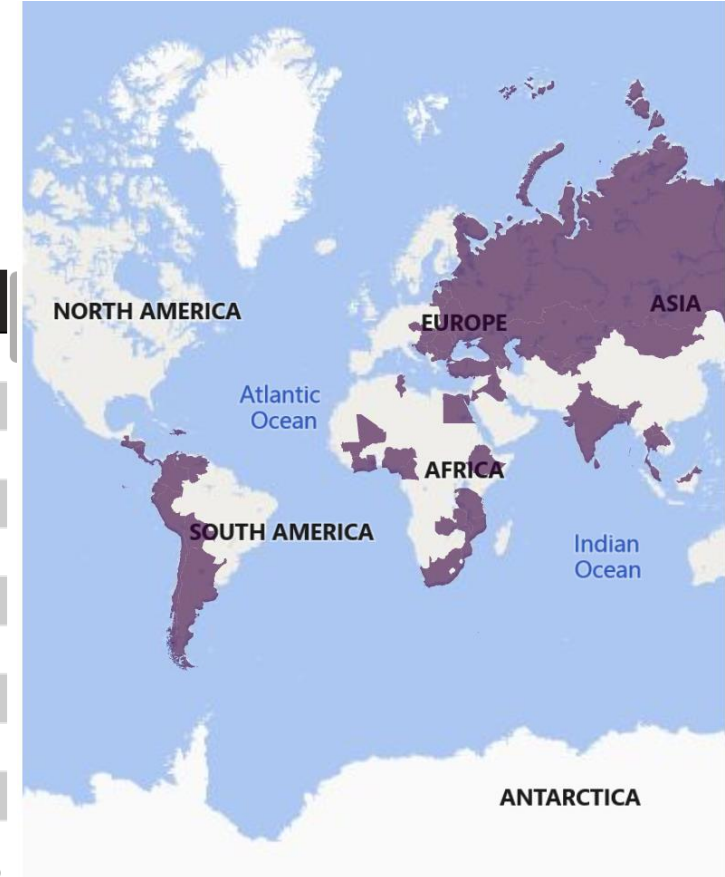 NORTH AMERICA
EUROPE
ASIA
Atlantic
Ocean
AFRICA
SOUTH AMERICA
Indian
Ocean
ANTARCTICA